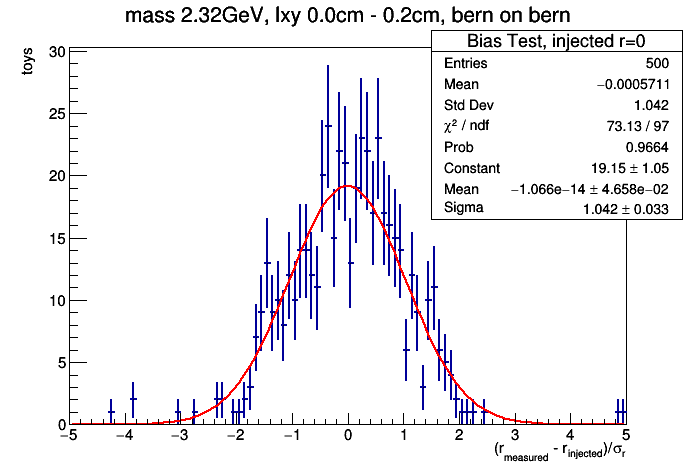 mass 2.32GeV, lxy 0.0cm - 0.2cm, bern on bern
Bias Test, injected r=0
Entries 500
Mean −0.0005711
Std Dev 1.042
χ² / ndf 73.13 / 97
Prob 0.9664
Constant 19.15 ± 1.05
Mean −1.066e−14 ± 4.658e−02
Sigma 1.042 ± 0.033
toys
30
25
20
15
10
5
0
−5 −4 −3 −2 −1 0 1 2 3 4 5
(r_measured - r_injected)/σ_r